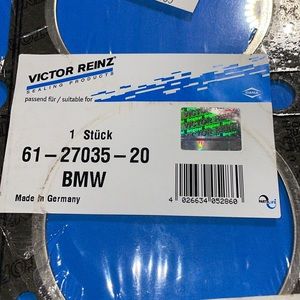 VICTOR REINZ
SEALING PRODUCTS
passend für / suitable for
1 Stück
61-27035-20
BMW
Made in Germany
4 026634 052860